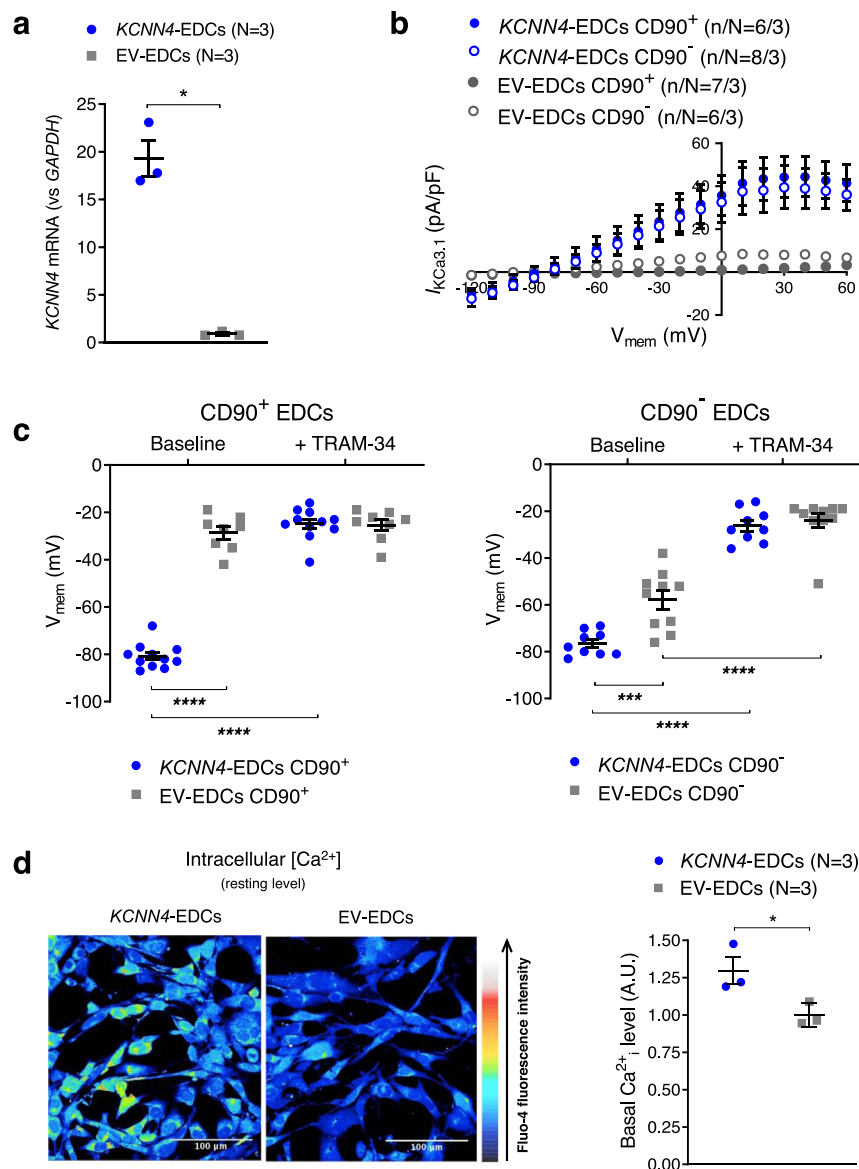 a
KCNN4-EDCs (N=3)
EV-EDCs (N=3)
*
25
20
15
10
5
0
KCNN4 mRNA (vs GAPDH)
b
KCNN4-EDCs CD90+ (n/N=6/3)
KCNN4-EDCs CD90- (n/N=8/3)
EV-EDCs CD90+ (n/N=7/3)
EV-EDCs CD90- (n/N=6/3)
60
40
20
-20
-120
-90
-60
-30
30
60
IKCa3.1 (pA/pF)
Vmem (mV)
c
CD90+ EDCs
Baseline
+ TRAM-34
0
-20
-40
-60
-80
-100
Vmem (mV)
****
****
KCNN4-EDCs CD90+
EV-EDCs CD90+
CD90- EDCs
Baseline
+ TRAM-34
0
-20
-40
-60
-80
-100
Vmem (mV)
****
***
****
KCNN4-EDCs CD90-
EV-EDCs CD90-
d
Intracellular [Ca2+]
(resting level)
KCNN4-EDCs
EV-EDCs
100 µm
100 µm
Fluo-4 fluorescence intensity
KCNN4-EDCs (N=3)
EV-EDCs (N=3)
*
1.50
1.25
1.00
0.75
0.50
0.25
0.00
Basal Ca2+i level (A.U.)